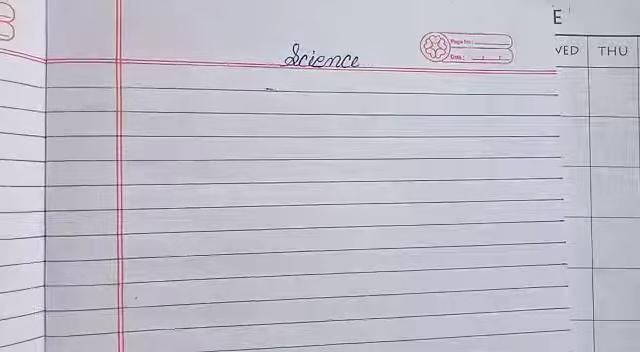 E
Science
Page No :
Date : / /
VED THU